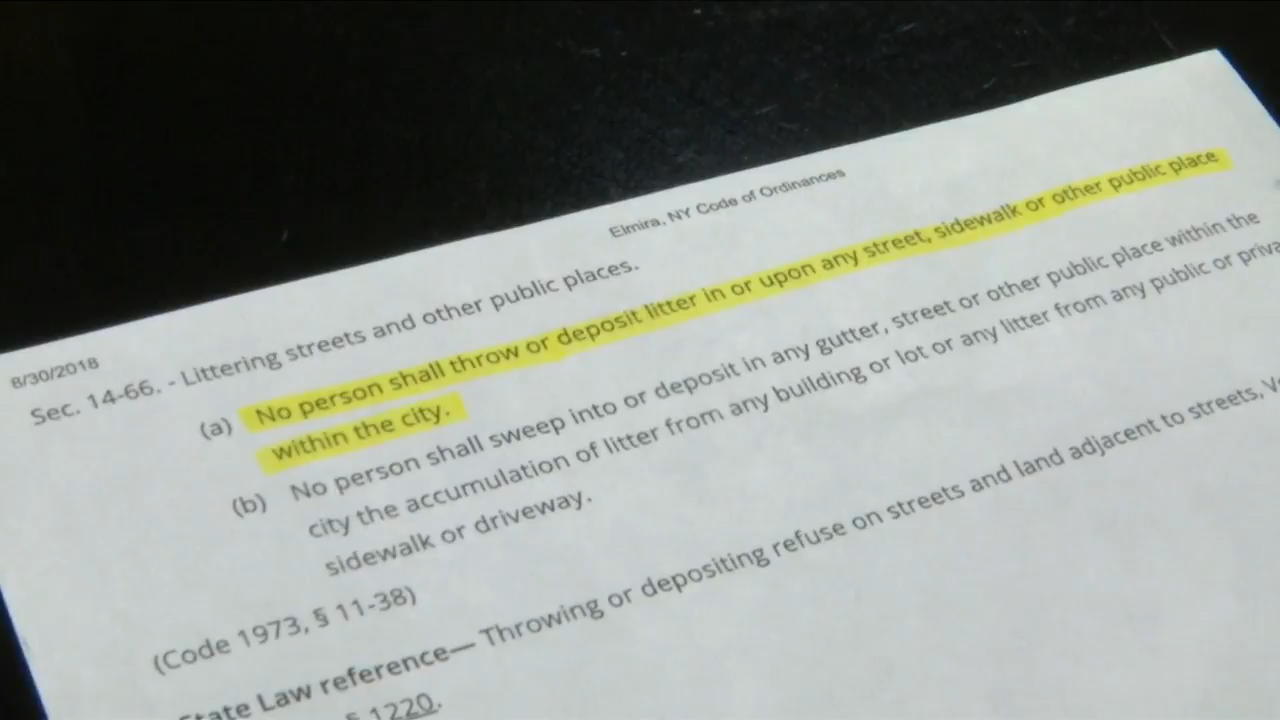 8/30/2018
Elmira, NY Code of Ordinances
Sec. 14-66. - Littering streets and other public places.
(a) No person shall throw or deposit litter in or upon any street, sidewalk or other public place
within the city.
(b) No person shall sweep into or deposit in any gutter, street or other public place within the
city the accumulation of litter from any building or lot or any litter from any public or
sidewalk or driveway.
(Code 1973, § 11-38)
State Law reference— Throwing or depositing refuse on streets and land adjacent to streets,
§ 1220.